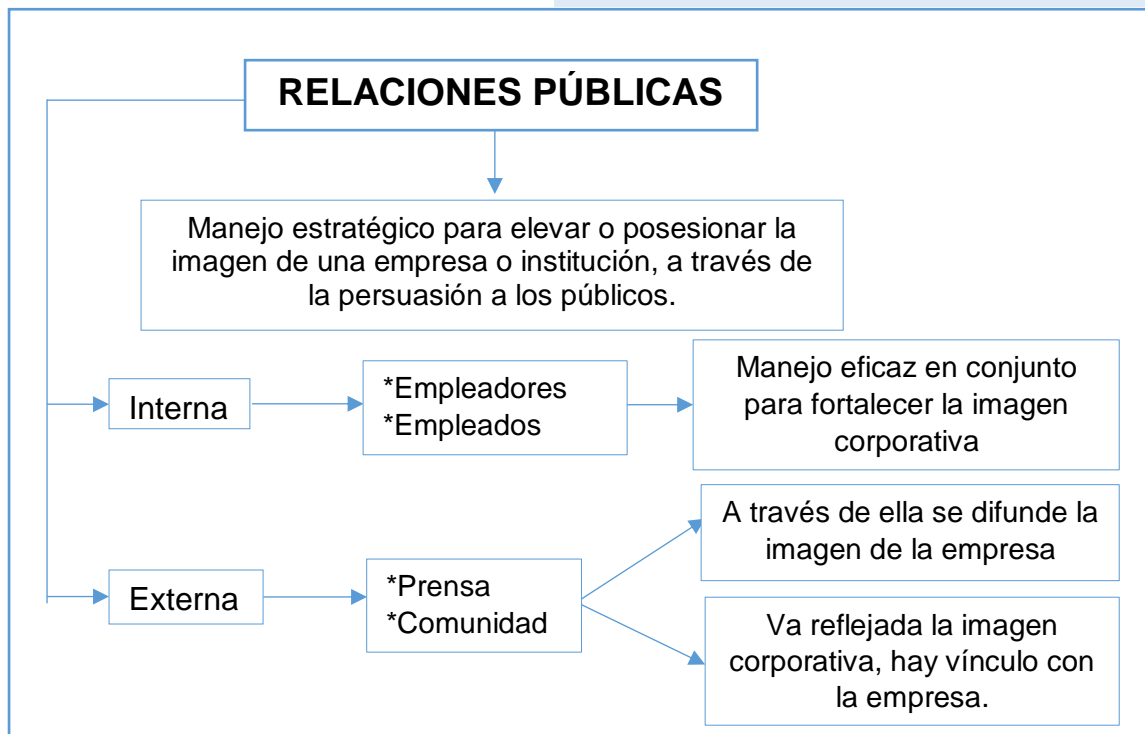 RELACIONES PÚBLICAS
Manejo estratégico para elevar o posesionar la
imagen de una empresa o institución, a través de
la persuasión a los públicos.
Interna
*Empleadores
*Empleados
Manejo eficaz en conjunto
para fortalecer la imagen
corporativa
Externa
*Prensa
*Comunidad
A través de ella se difunde la
imagen de la empresa
Va reflejada la imagen
corporativa, hay vínculo con
la empresa.